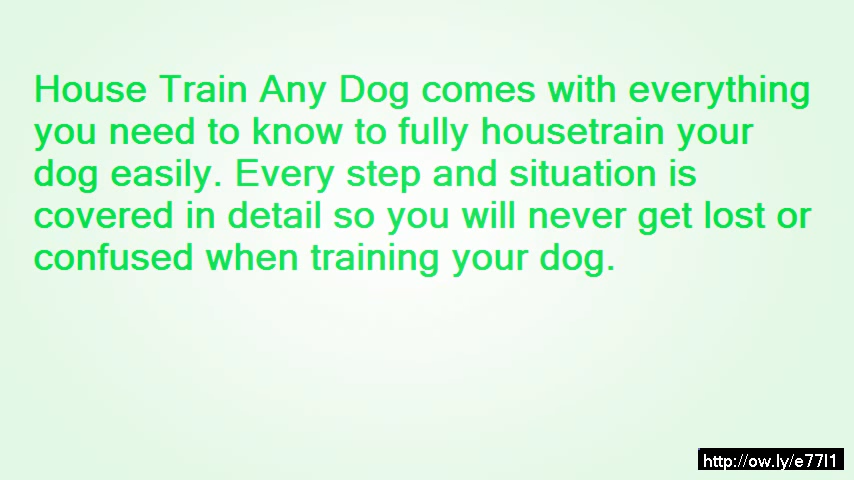 House Train Any Dog comes with everything
you need to know to fully housetrain your
dog easily. Every step and situation is
covered in detail so you will never get lost or
confused when training your dog.
http://ow.ly/e77l1